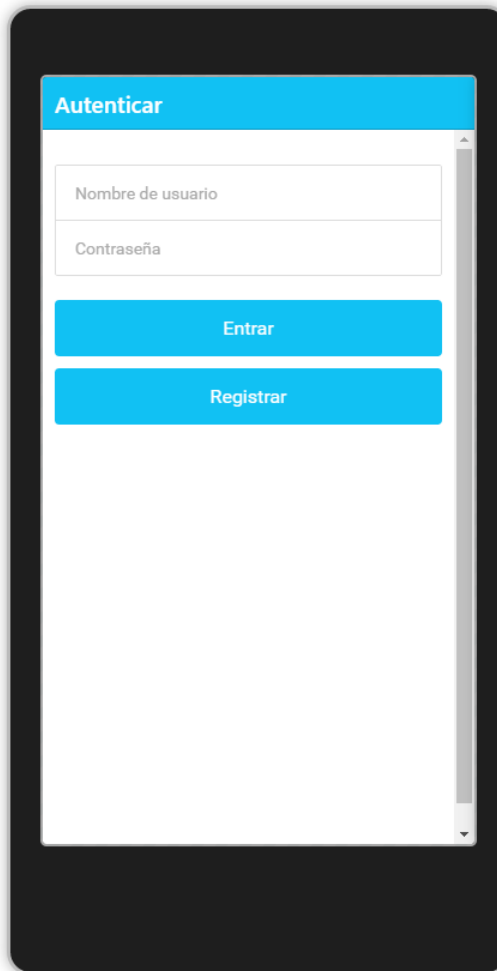 Autenticar
Nombre de usuario
Contraseña
Entrar
Registrar